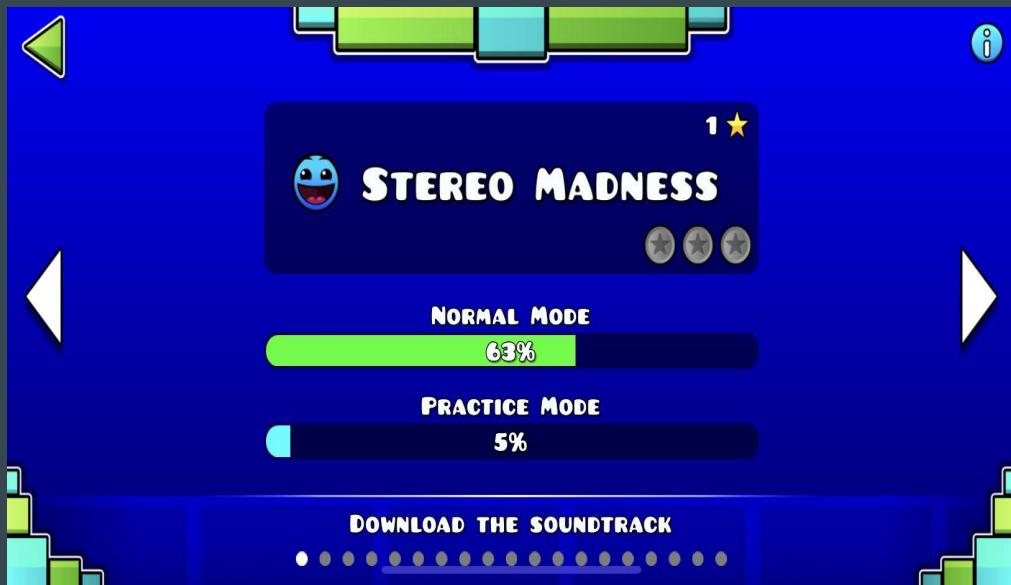 1
Stereo Madness
Normal Mode
63%
Practice Mode
5%
Download the soundtrack